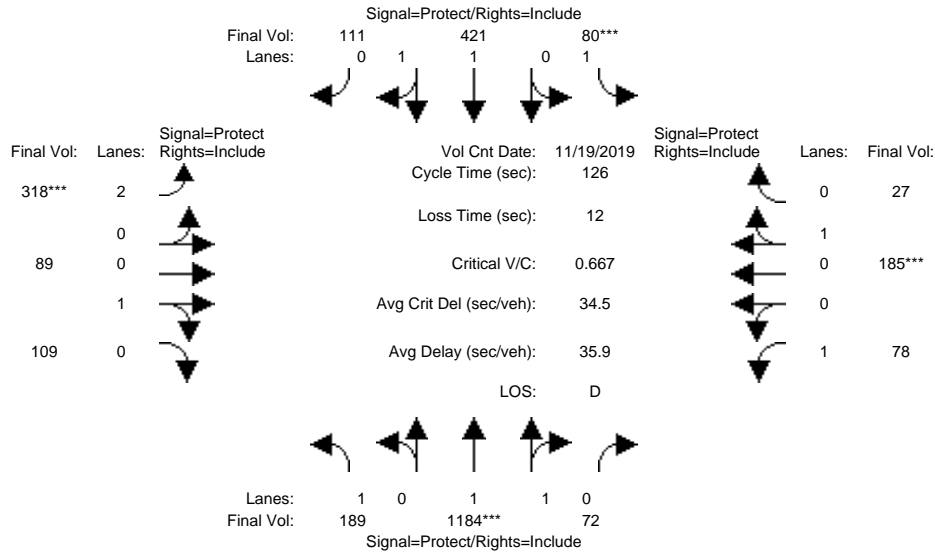 Signal=Protect/Rights=Include
Final Vol: 111 421 80***
Lanes: 0 1 1 0 1
Signal=Protect Signal=Protect
Final Vol: Lanes: Rights=Include Vol Cnt Date: 11/19/2019 Rights=Include Lanes: Final Vol:
Cycle Time (sec): 126
318*** 2 0 27
Loss Time (sec): 12
0 1
89 0 Critical V/C: 0.667 0 185***
1 Avg Crit Del (sec/veh): 34.5 0
109 0 Avg Delay (sec/veh): 35.9 1 78
LOS: D
Lanes: 1 0 1 1 0
Final Vol: 189 1184*** 72
Signal=Protect/Rights=Include